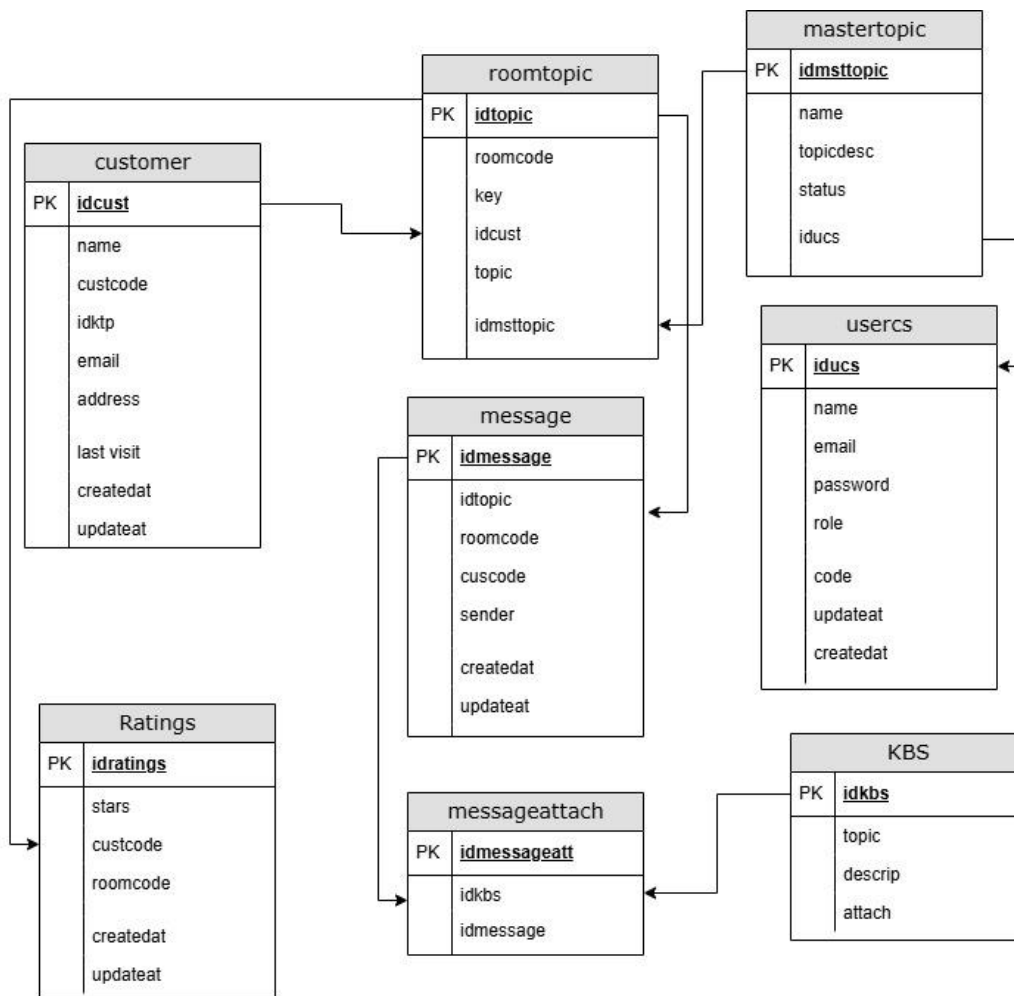 mastertopic
PK idmsttopic
name
topicdesc
status
iducs
roomtopic
PK idtopic
roomcode
key
idcust
topic
idmsttopic
customer
PK idcust
name
custcode
idktp
email
address
last visit
createdat
updateat
usercs
PK iducs
name
email
password
role
code
updateat
createdat
message
PK idmessage
idtopic
roomcode
cuscode
sender
createdat
updateat
Ratings
PK idratings
stars
custcode
roomcode
createdat
updateat
messageattach
PK idmessageatt
idkbs
idmessage
KBS
PK idkbs
topic
descrip
attach